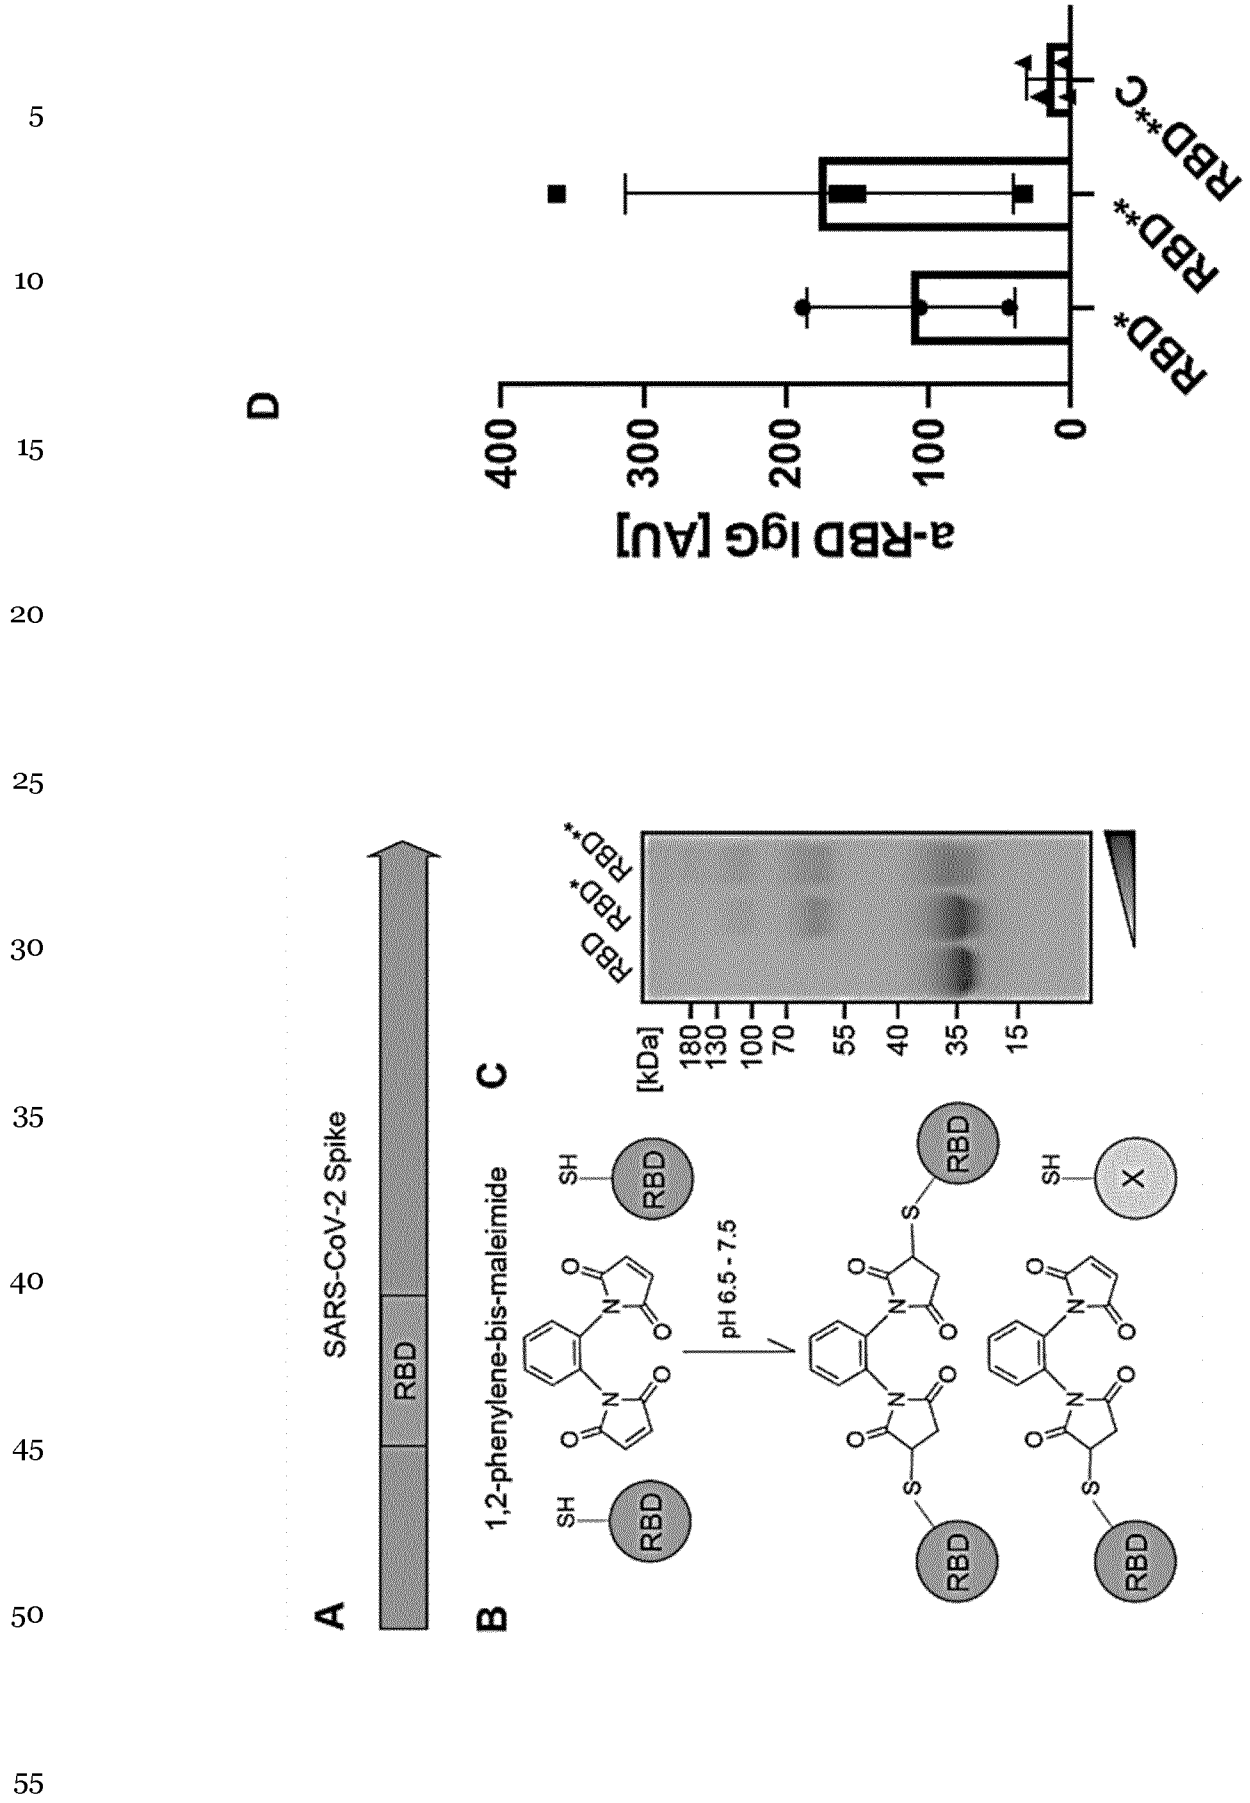 5
10
15
20
25
30
35
40
45
50
55
A
SARS-CoV-2 Spike
RBD
B
1,2-phenylene-bis-maleimide
SH
RBD
O
N
O
O
N
O
SH
RBD
pH 6.5 - 7.5
RBD
S
O
N
O
O
N
O
S
RBD
RBD
S
O
N
O
O
N
O
SH
X
C
[kDa]
180
130
100
70
55
40
35
15
RBD
RBD*
RBD**
D
a-RBD IgG [AU]
400
300
200
100
0
RBD*
RBD**
RBD**C